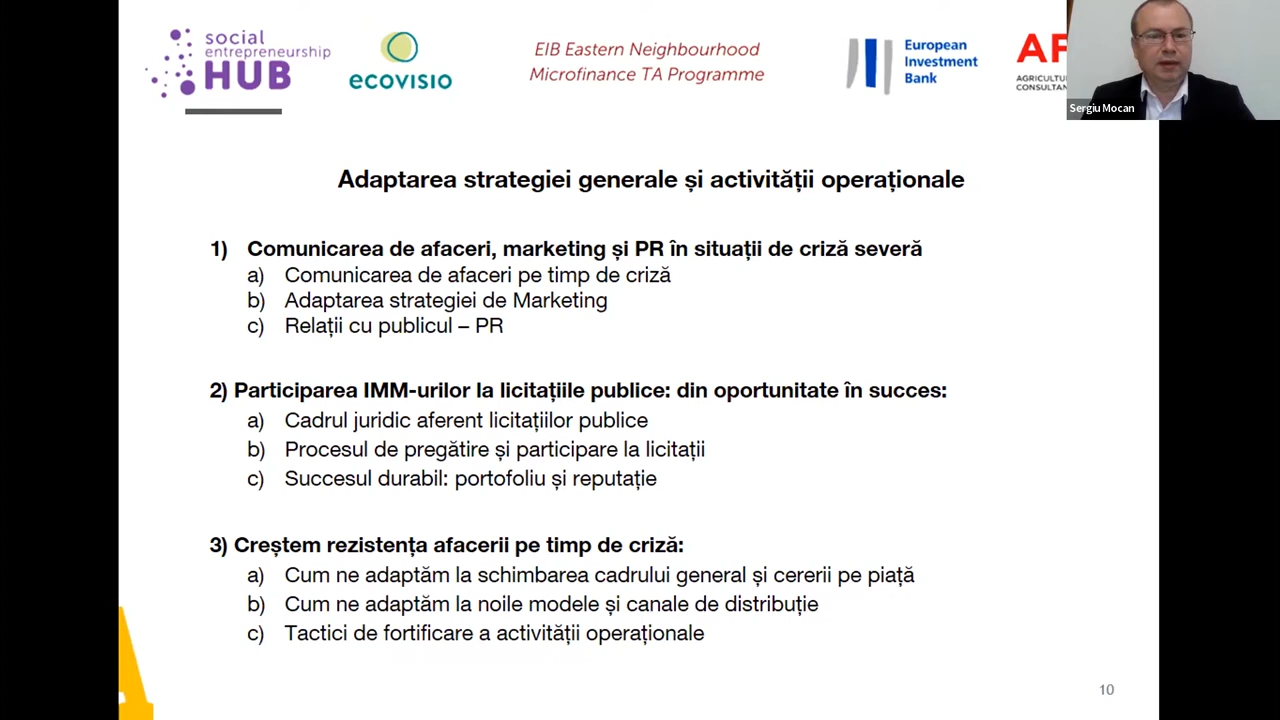 social
entrepreneurship
HUB
ecovisio
EIB Eastern Neighbourhood
Microfinance TA Programme
European
Investment
Bank
Sergiu Mocan
Adaptarea strategiei generale și activității operaționale
1) Comunicarea de afaceri, marketing și PR în situații de criză severă
a) Comunicarea de afaceri pe timp de criză
b) Adaptarea strategiei de Marketing
c) Relații cu publicul – PR
2) Participarea IMM-urilor la licitațiile publice: din oportunitate în succes:
a) Cadrul juridic aferent licitațiilor publice
b) Procesul de pregătire și participare la licitații
c) Succesul durabil: portofoliu și reputație
3) Creștem rezistența afacerii pe timp de criză:
a) Cum ne adaptăm la schimbarea cadrului general și cererii pe piață
b) Cum ne adaptăm la noile modele și canale de distribuție
c) Tactici de fortificare a activității operaționale
10